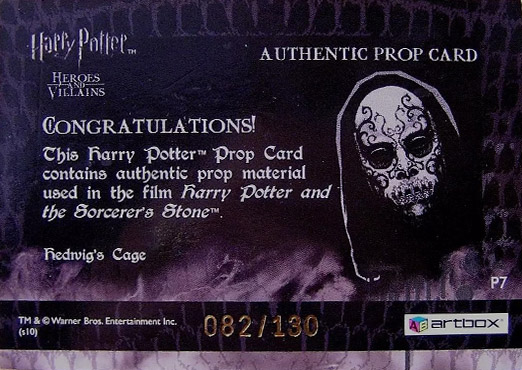 Harry Potter™
AUTHENTIC PROP CARD
HEROES
AND
VILLAINS
CONGRATULATIONS!
This Harry Potter™ Prop Card
contains authentic prop material
used in the film Harry Potter and
the Sorcerer's Stone™.
Hedwig's Cage
P7
TM & © Warner Bros. Entertainment Inc.
(s10)
082/130
AB artbox